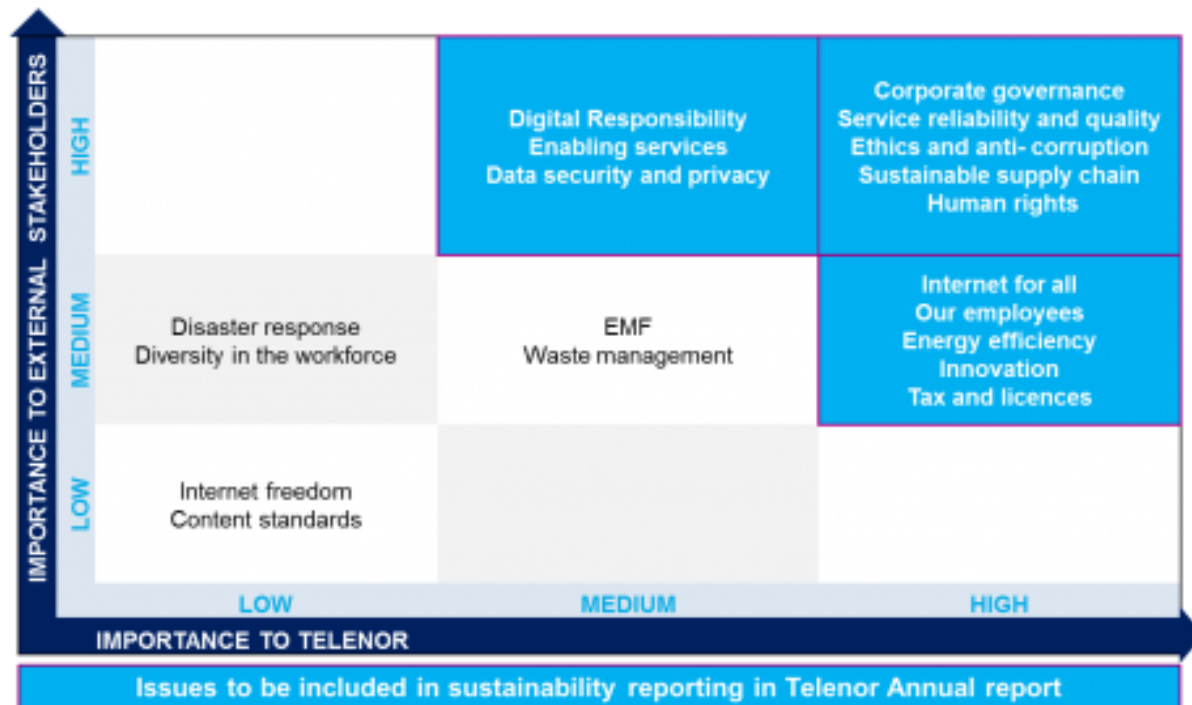 IMPORTANCE TO EXTERNAL STAKEHOLDERS
HIGH
Digital Responsibility
Enabling services
Data security and privacy
Corporate governance
Service reliability and quality
Ethics and anti- corruption
Sustainable supply chain
Human rights
MEDIUM
Disaster response
Diversity in the workforce
EMF
Waste management
Internet for all
Our employees
Energy efficiency
Innovation
Tax and licences
LOW
Internet freedom
Content standards
LOW
MEDIUM
HIGH
IMPORTANCE TO TELENOR
Issues to be included in sustainability reporting in Telenor Annual report